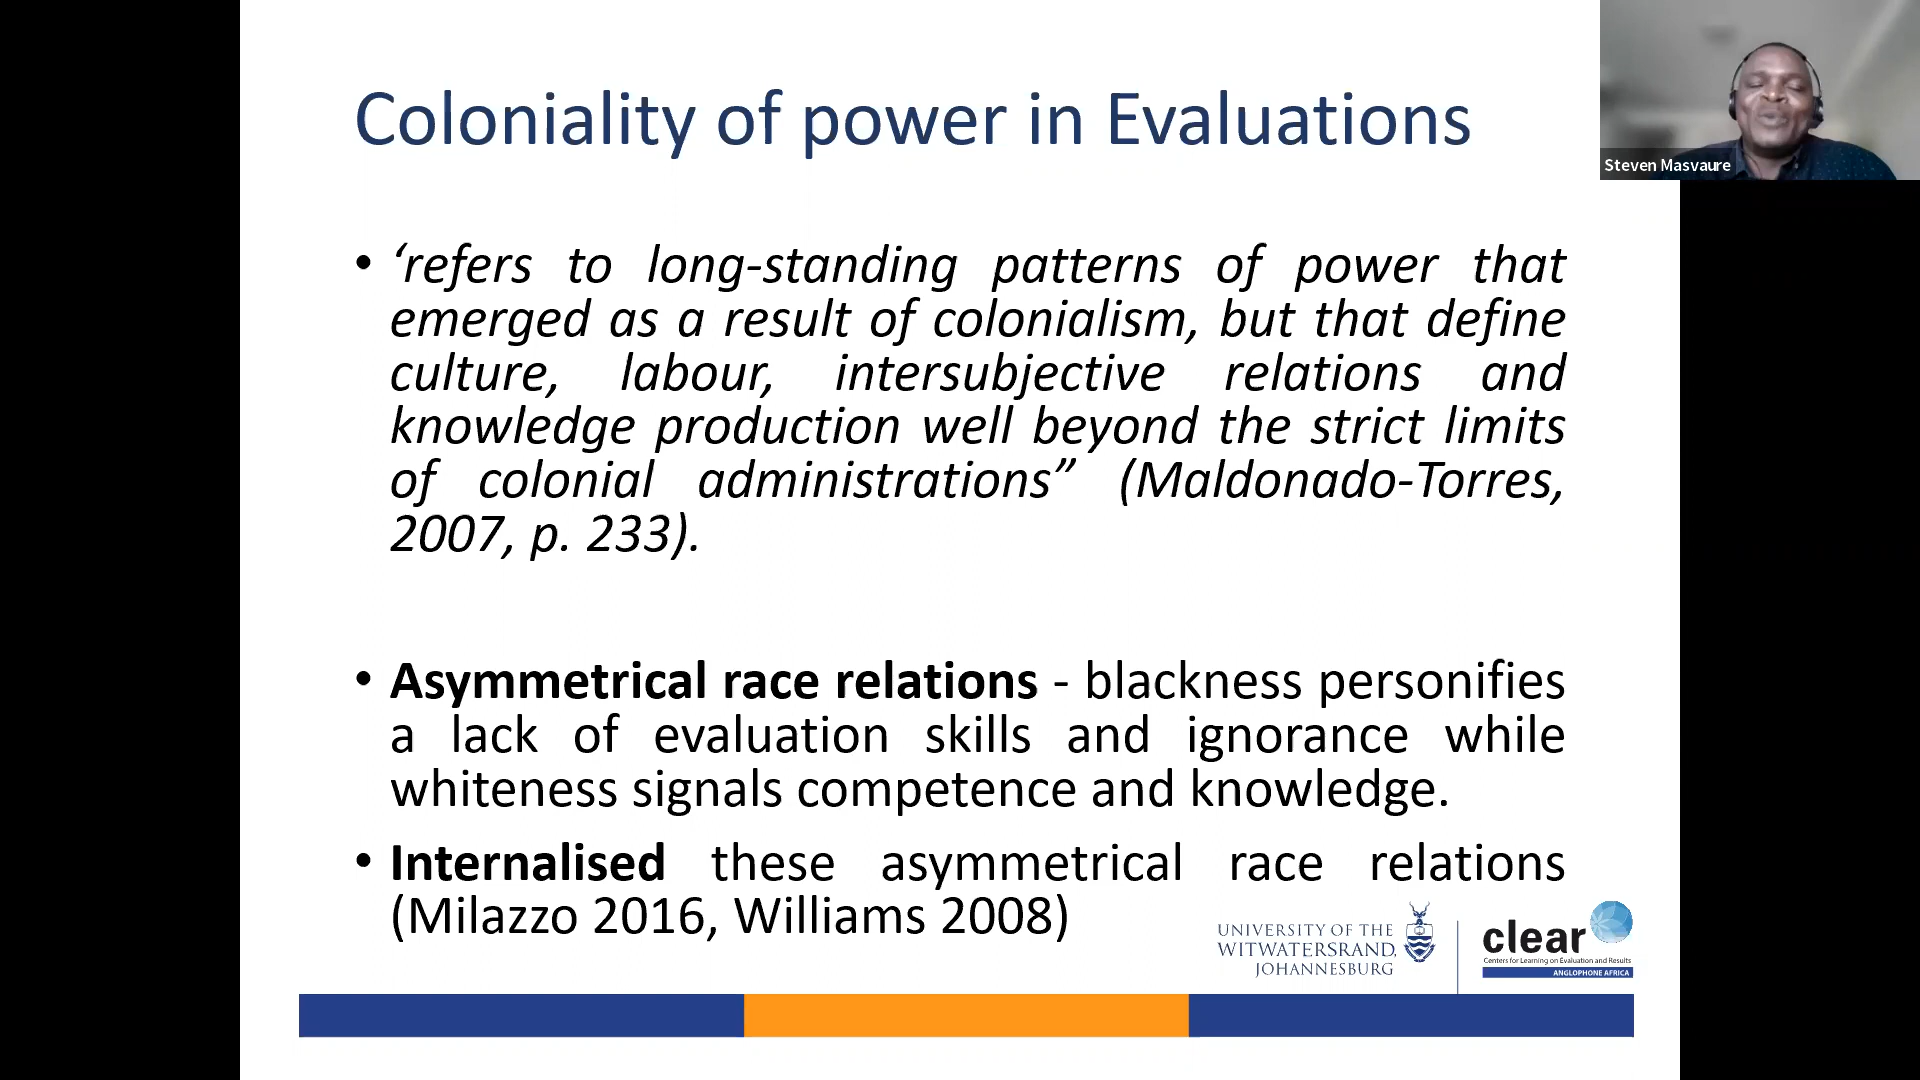 Coloniality of power in Evaluations
Steven Masvaure
• ‘refers to long-standing patterns of power that
emerged as a result of colonialism, but that define
culture, labour, intersubjective relations and
knowledge production well beyond the strict limits
of colonial administrations” (Maldonado-Torres,
2007, p. 233).
• Asymmetrical race relations - blackness personifies
a lack of evaluation skills and ignorance while
whiteness signals competence and knowledge.
• Internalised these asymmetrical race relations
(Milazzo 2016, Williams 2008)
UNIVERSITY OF THE
WITWATERSRAND,
JOHANNESBURG
clear
Centers for Learning on Evaluation and Results
ANGLOPHONE AFRICA